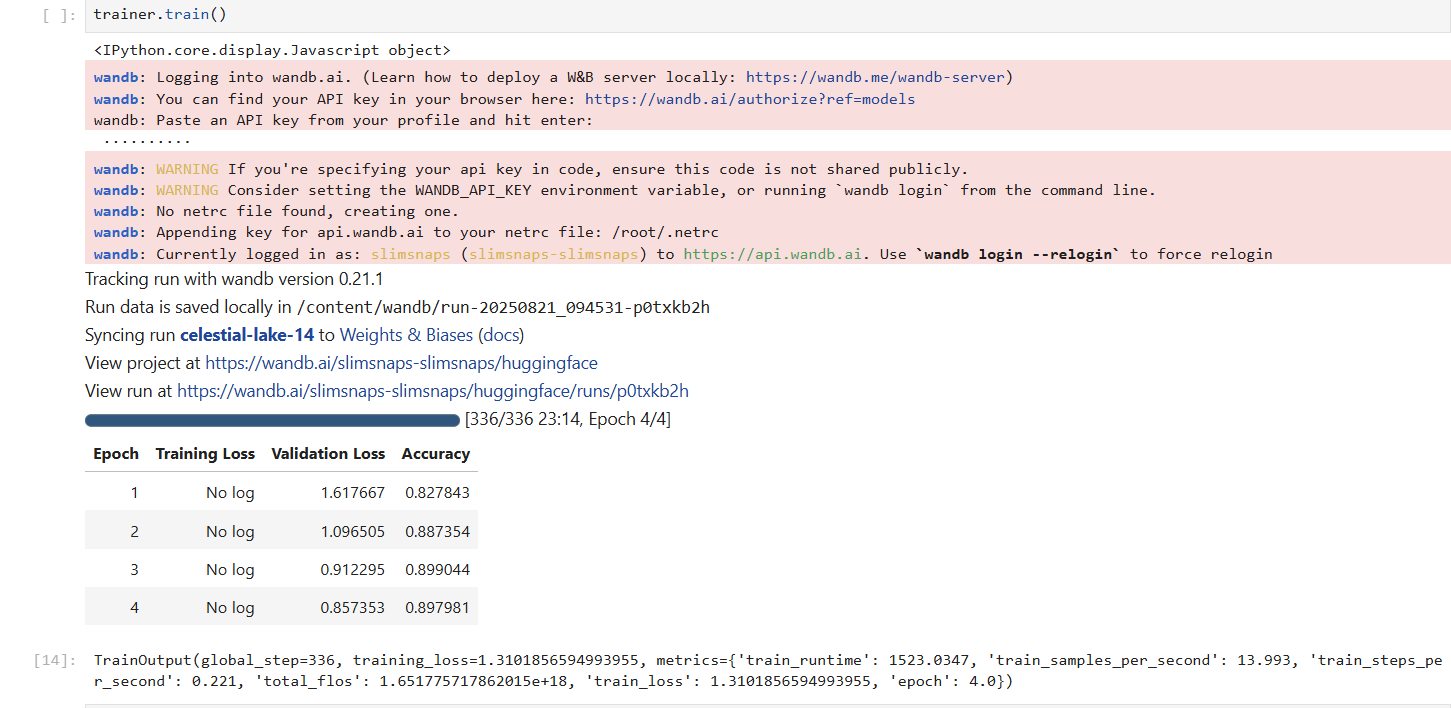 [ ]: trainer.train()
<IPython.core.display.Javascript object>
wandb: Logging into wandb.ai. (Learn how to deploy a W&B server locally: https://wandb.me/wandb-server)
wandb: You can find your API key in your browser here: https://wandb.ai/authorize?ref=models
wandb: Paste an API key from your profile and hit enter:
··········
wandb: WARNING If you're specifying your api key in code, ensure this code is not shared publicly.
wandb: WARNING Consider setting the WANDB_API_KEY environment variable, or running `wandb login` from the command line.
wandb: No netrc file found, creating one.
wandb: Appending key for api.wandb.ai to your netrc file: /root/.netrc
wandb: Currently logged in as: slimsnaps (slimsnaps-slimsnaps) to https://api.wandb.ai. Use `wandb login --relogin` to force relogin
Tracking run with wandb version 0.21.1
Run data is saved locally in /content/wandb/run-20250821_094531-p0txkb2h
Syncing run celestial-lake-14 to Weights & Biases (docs)
View project at https://wandb.ai/slimsnaps-slimsnaps/huggingface
View run at https://wandb.ai/slimsnaps-slimsnaps/huggingface/runs/p0txkb2h
[336/336 23:14, Epoch 4/4]
Epoch Training Loss Validation Loss Accuracy
1 No log 1.617667 0.827843
2 No log 1.096505 0.887354
3 No log 0.912295 0.899044
4 No log 0.857353 0.897981
[14]: TrainOutput(global_step=336, training_loss=1.3101856594993955, metrics={'train_runtime': 1523.0347, 'train_samples_per_second': 13.993, 'train_steps_pe
r_second': 0.221, 'total_flos': 1.651775717862015e+18, 'train_loss': 1.3101856594993955, 'epoch': 4.0})